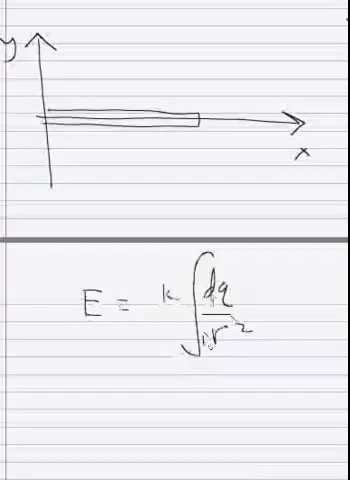 y
x
E = k ∫ dq / r²